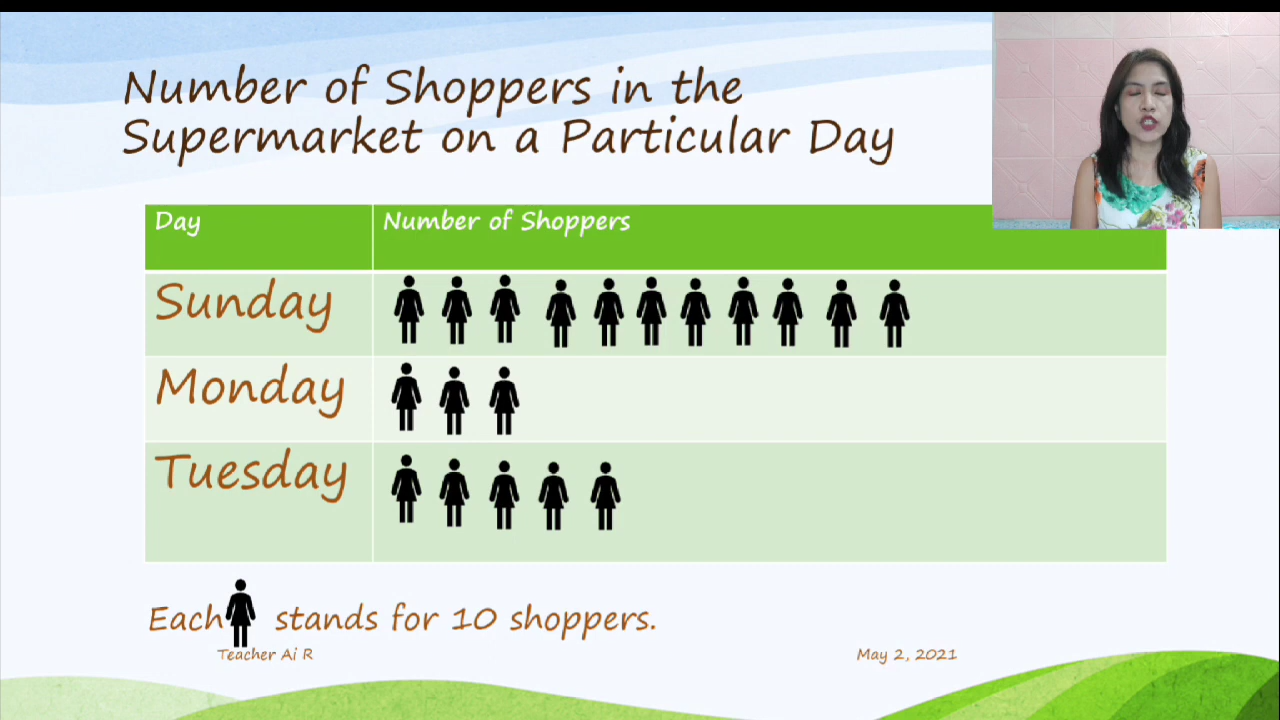 Number of Shoppers in the
Supermarket on a Particular Day
Day Number of Shoppers
Sunday
Monday
Tuesday
Each stands for 10 shoppers.
Teacher Ai R May 2, 2021